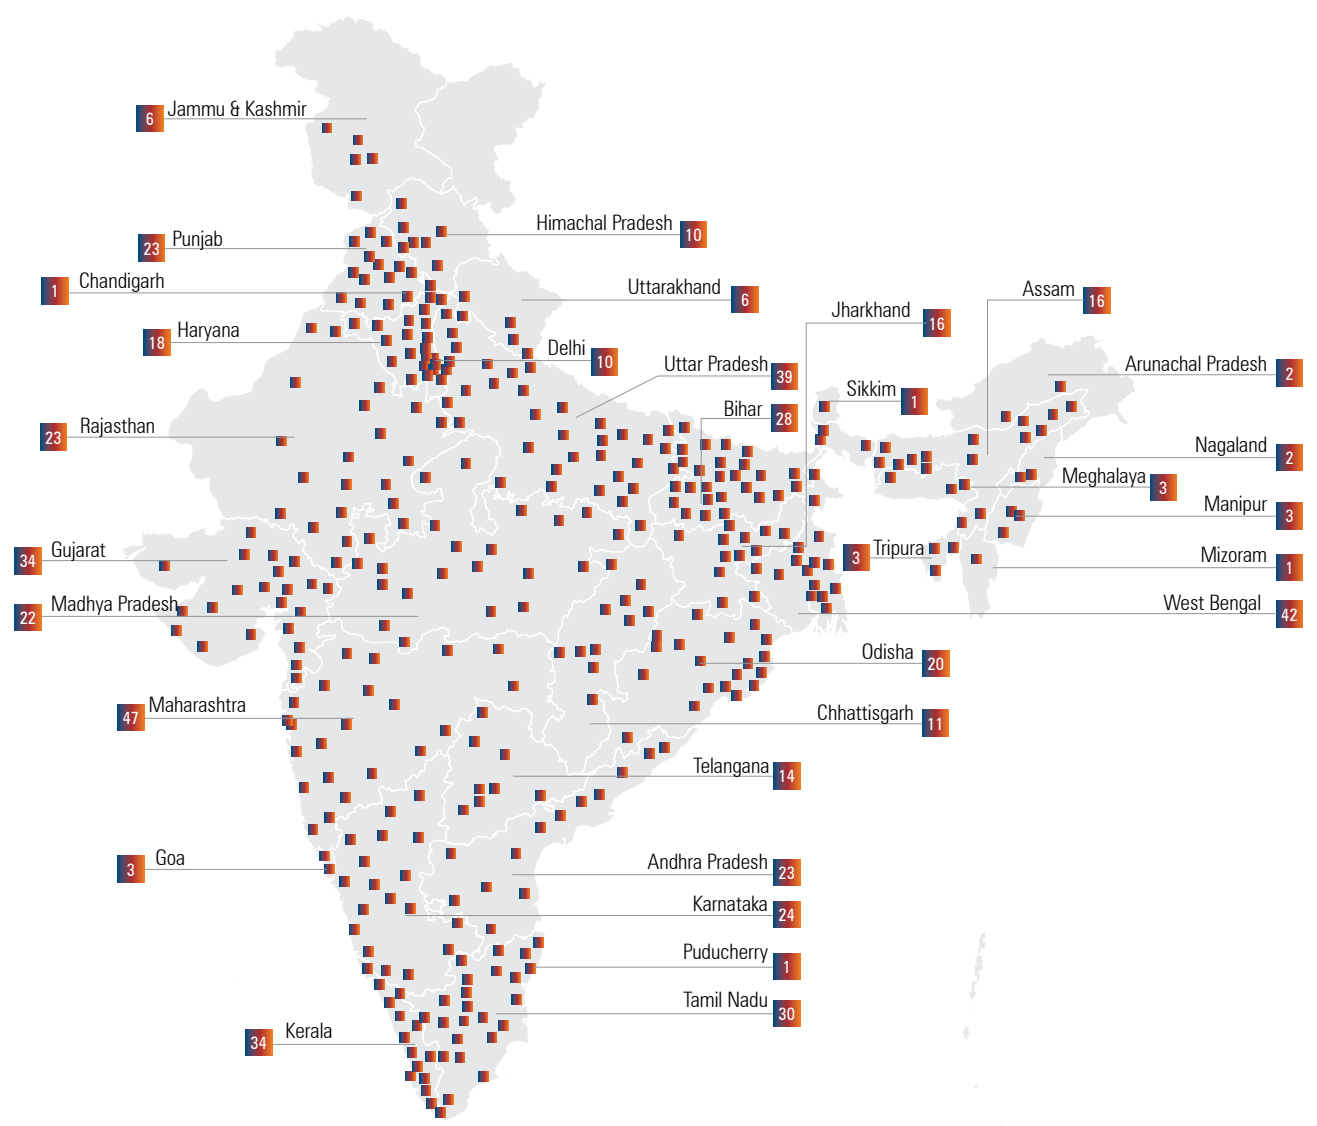 6 Jammu & Kashmir
Himachal Pradesh 10
23 Punjab
1 Chandigarh
Uttarakhand 6
Assam 16
Jharkhand 16
18 Haryana
Delhi 10
Uttar Pradesh 39
Arunachal Pradesh 2
Sikkim 1
Bihar 28
23 Rajasthan
Nagaland 2
Meghalaya 3
Manipur 3
34 Gujarat
3 Tripura
Mizoram 1
22 Madhya Pradesh
West Bengal 42
Odisha 20
47 Maharashtra
Chhattisgarh 11
Telangana 14
3 Goa
Andhra Pradesh 23
Karnataka 24
Puducherry 1
Tamil Nadu 30
34 Kerala